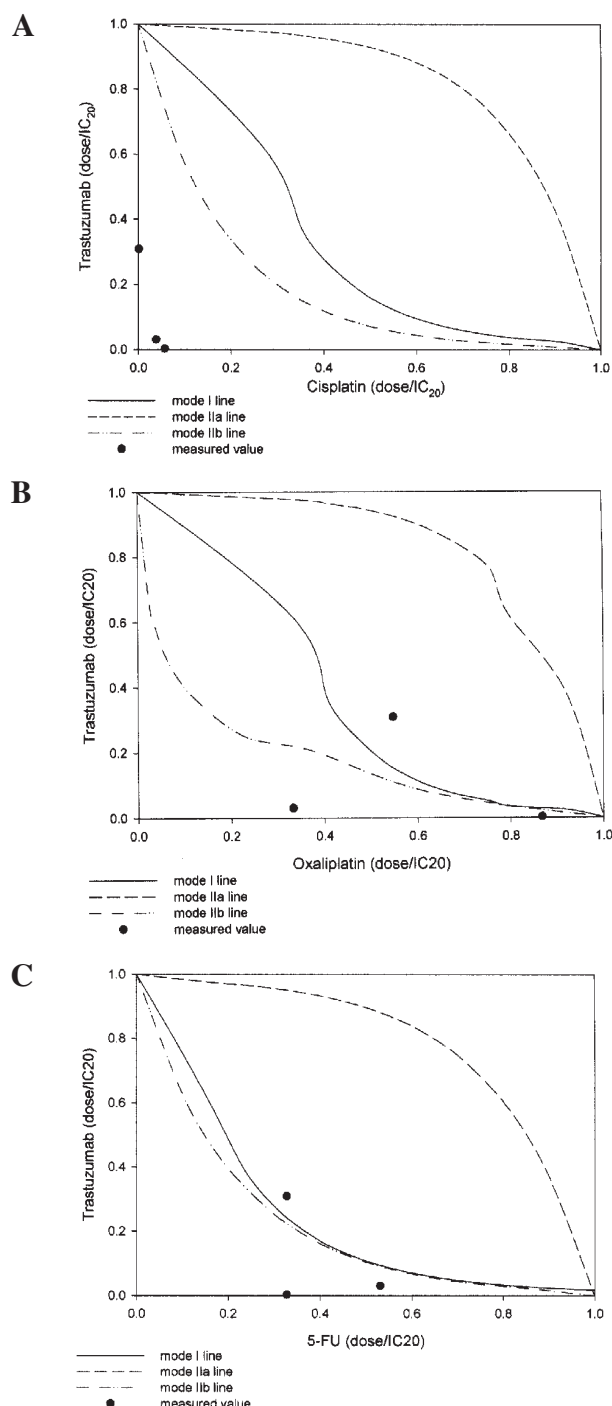 A
Trastuzumab (dose/IC20)
1.0
0.8
0.6
0.4
0.2
0.0
0.0 0.2 0.4 0.6 0.8 1.0
Cisplatin (dose/IC20)
mode I line
mode IIa line
mode IIb line
measured value
B
Trastuzumab (dose/IC20)
1.0
0.8
0.6
0.4
0.2
0.0
0.0 0.2 0.4 0.6 0.8 1.0
Oxaliplatin (dose/IC20)
mode I line
mode IIa line
mode IIb line
measured value
C
Trastuzumab (dose/IC20)
1.0
0.8
0.6
0.4
0.2
0.0
0.0 0.2 0.4 0.6 0.8 1.0
5-FU (dose/IC20)
mode I line
mode IIa line
mode IIb line
measured value